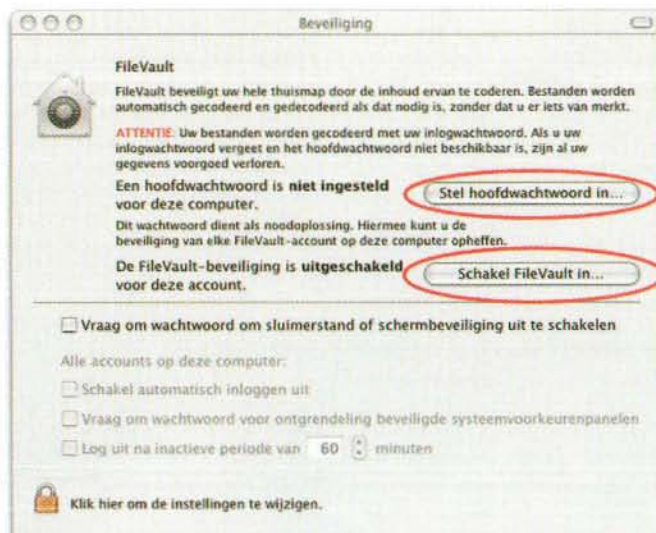 Beveiliging
FileVault
FileVault beveiligt uw hele thuismap door de inhoud ervan te coderen. Bestanden worden
automatisch gecodeerd en gedecodeerd als dat nodig is, zonder dat u er iets van merkt.
ATTENTIE: Uw bestanden worden gecodeerd met uw inlogwachtwoord. Als u uw
inlogwachtwoord vergeet en het hoofdwachtwoord niet beschikbaar is, zijn al uw
gegevens voorgoed verloren.
Een hoofdwachtwoord is niet ingesteld
voor deze computer.
Stel hoofdwachtwoord in...
Dit wachtwoord dient als noodoplossing. Hiermee kunt u de
beveiliging van elke FileVault-account op deze computer opheffen.
De FileVault-beveiliging is uitgeschakeld
voor deze account.
Schakel FileVault in...
Vraag om wachtwoord om sluimerstand of schermbeveiliging uit te schakelen
Alle accounts op deze computer:
Schakel automatisch inloggen uit
Vraag om wachtwoord voor ontgrendeling beveiligde systeemvoorkeurenpanelen
Log uit na inactieve periode van 60 minuten
Klik hier om de instellingen te wijzigen.